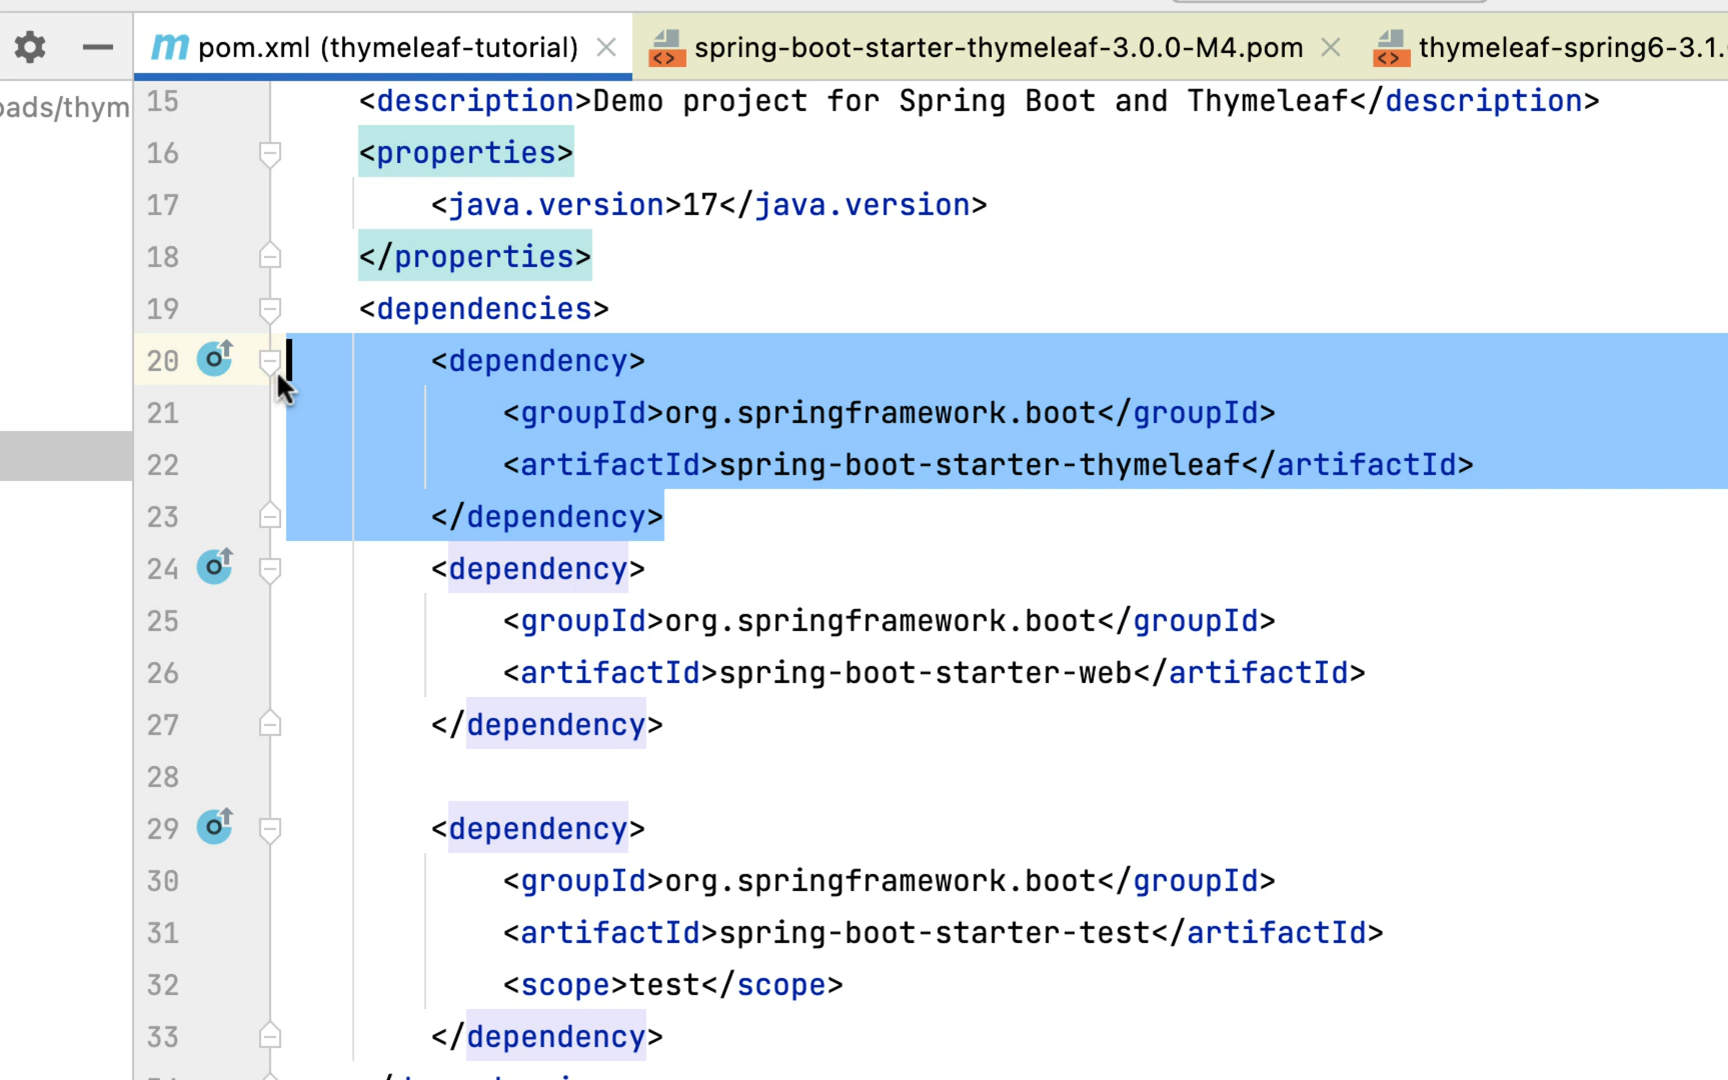 pom.xml (thymeleaf-tutorial)
spring-boot-starter-thymeleaf-3.0.0-M4.pom
thymeleaf-spring6-3.1.
oads/thym
15 <description>Demo project for Spring Boot and Thymeleaf</description>
16 <properties>
17 <java.version>17</java.version>
18 </properties>
19 <dependencies>
20 <dependency>
21 <groupId>org.springframework.boot</groupId>
22 <artifactId>spring-boot-starter-thymeleaf</artifactId>
23 </dependency>
24 <dependency>
25 <groupId>org.springframework.boot</groupId>
26 <artifactId>spring-boot-starter-web</artifactId>
27 </dependency>
28
29 <dependency>
30 <groupId>org.springframework.boot</groupId>
31 <artifactId>spring-boot-starter-test</artifactId>
32 <scope>test</scope>
33 </dependency>